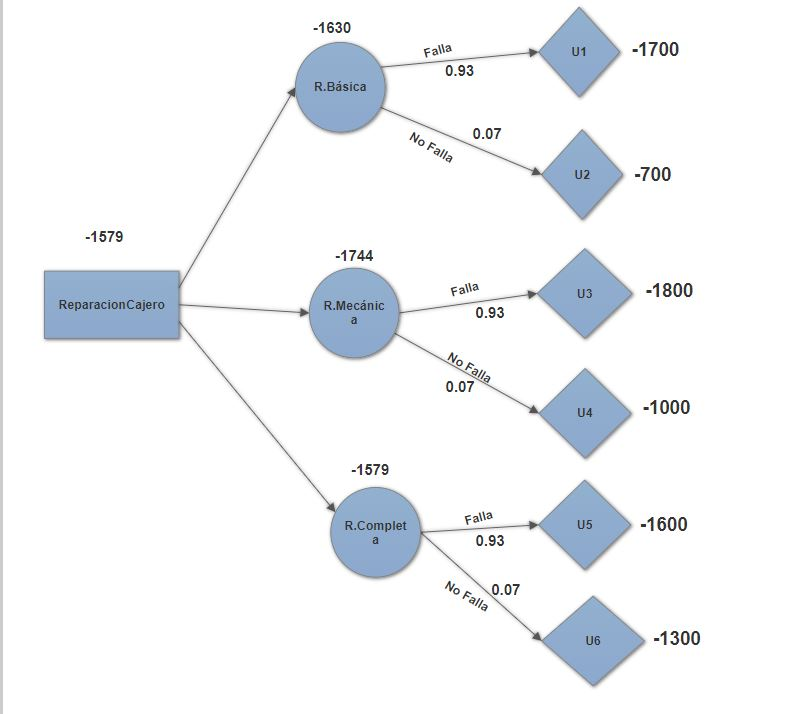 -1630
R.Básica
Falla
0.93
U1
-1700
0.07
No Falla
U2
-700
-1579
ReparacionCajero
-1744
R.Mecánic
a
Falla
0.93
U3
-1800
No Falla
0.07
U4
-1000
-1579
R.Complet
a
Falla
0.93
U5
-1600
0.07
No Falla
U6
-1300